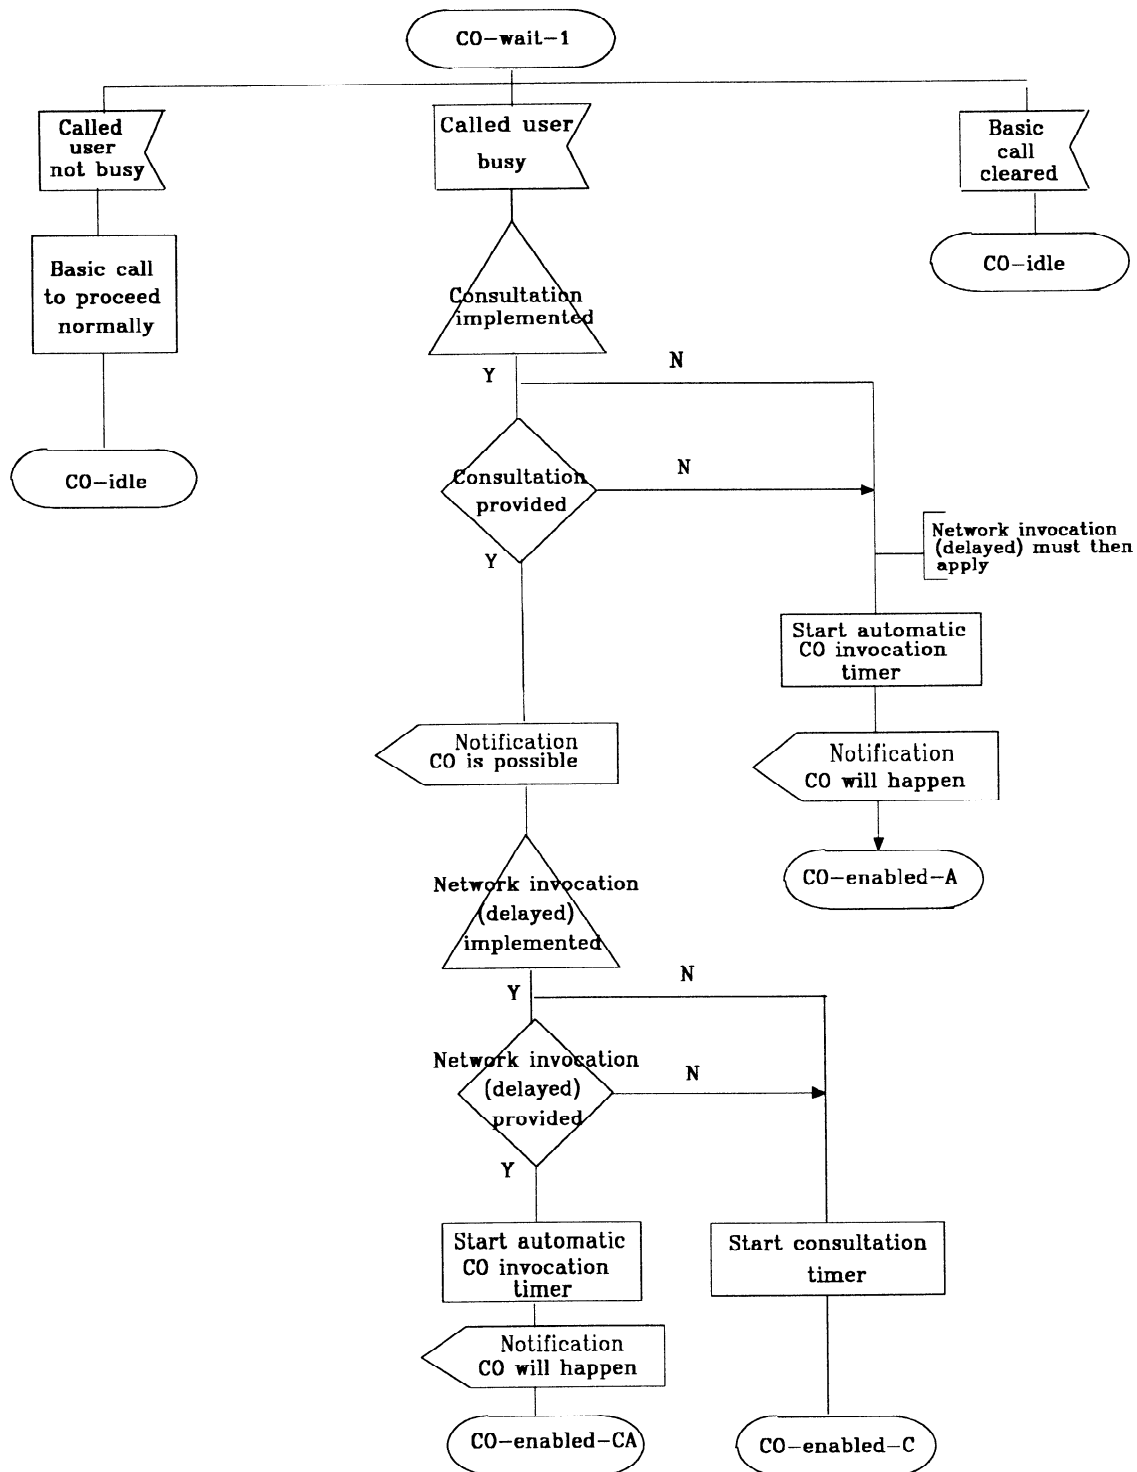 CO-wait-1
Called
user
not busy
Called user
busy
Basic
call
cleared
Basic call
to proceed
normally
CO-idle
Consultation
implemented
N
Y
CO-idle
Consultation
provided
N
Y
Network invocation
(delayed) must then
apply
Start automatic
CO invocation
timer
Notification
CO is possible
Notification
CO will happen
CO-enabled-A
Network invocation
(delayed)
implemented
N
Y
Network invocation
(delayed)
provided
N
Y
Start automatic
CO invocation
timer
Start consultation
timer
Notification
CO will happen
CO-enabled-CA
CO-enabled-C